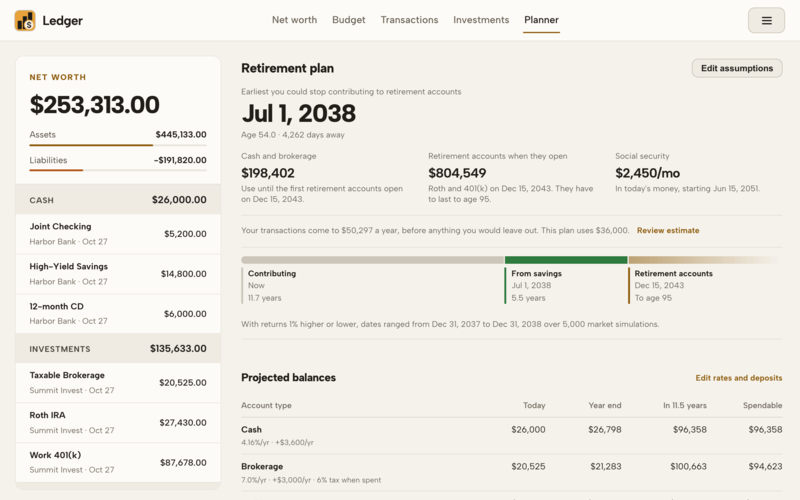 Ledger
Net worth
Budget
Transactions
Investments
Planner
NET WORTH
$253,313.00
Assets $445,133.00
Liabilities -$191,820.00
CASH $26,000.00
Joint Checking
Harbor Bank · Oct 27
$5,200.00
High-Yield Savings
Harbor Bank · Oct 27
$14,800.00
12-month CD
Harbor Bank · Oct 27
$6,000.00
INVESTMENTS $135,633.00
Taxable Brokerage
Summit Invest · Oct 27
$20,525.00
Roth IRA
Summit Invest · Oct 27
$27,430.00
Work 401(k)
Summit Invest · Oct 27
$87,678.00
Retirement plan
Edit assumptions
Earliest you could stop contributing to retirement accounts
Jul 1, 2038
Age 54.0 · 4,262 days away
Cash and brokerage
$198,402
Use until the first retirement accounts open
on Dec 15, 2043.
Retirement accounts when they open
$804,549
Roth and 401(k) on Dec 15, 2043. They have
to last to age 95.
Social security
$2,450/mo
In today's money, starting Jun 15, 2051.
Your transactions come to $50,297 a year, before anything you would leave out. This plan uses $36,000. Review estimate
Contributing
Now
11.7 years
From savings
Jul 1, 2038
5.5 years
Retirement accounts
Dec 15, 2043
To age 95
With returns 1% higher or lower, dates ranged from Dec 31, 2037 to Dec 31, 2038 over 5,000 market simulations.
Projected balances
Edit rates and deposits
Account type Today Year end In 11.5 years Spendable
Cash $26,000 $26,798 $96,358 $96,358
4.16%/yr · +$3,600/yr
Brokerage $20,525 $21,283 $100,663 $94,623
7.0%/yr · +$3,000/yr · 6% tax when spent